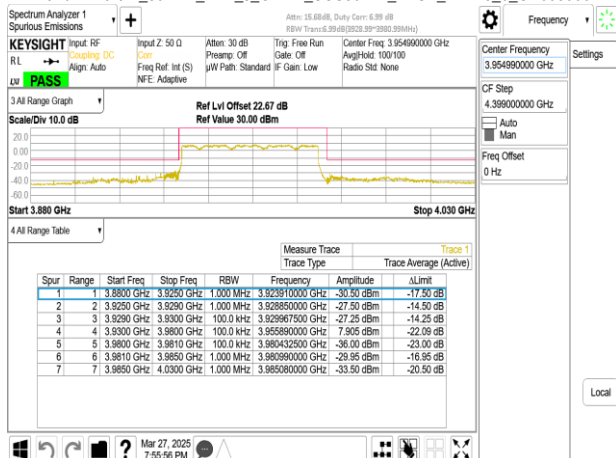 Spectrum Analyzer 1
Spurious Emissions
Attn: 15.68dB, Duty Corr: 6.99 dB
RBW Trans:6.99dB(3928.99~3980.99MHz)
Frequency
Settings
KEYSIGHT
RL
PASS
Input: RF
Coupling: DC
Align: Auto
Input Z: 50 Ω
Corr
Freq Ref: Int (S)
NFE: Adaptive
Atten: 30 dB
Preamp: Off
µW Path: Standard
Trig: Free Run
Gate: Off
IF Gain: Low
Center Freq: 3.954990000 GHz
Avg|Hold: 100/100
Radio Std: None
Center Frequency
3.954990000 GHz
CF Step
4.399000000 GHz
Auto
Man
Freq Offset
0 Hz
Local
3 All Range Graph
Scale/Div 10.0 dB
Ref Lvl Offset 22.67 dB
Ref Value 30.00 dBm
20.0
0.00
-20.0
-40.0
-60.0
Start 3.880 GHz
Stop 4.030 GHz
4 All Range Table
Measure Trace Trace 1
Trace Type Trace Average (Active)
Spur Range Start Freq Stop Freq RBW Frequency Amplitude ΔLimit
1 1 3.8800 GHz 3.9250 GHz 1.000 MHz 3.923910000 GHz -30.50 dBm -17.50 dB
2 2 3.9250 GHz 3.9290 GHz 1.000 MHz 3.928850000 GHz -27.50 dBm -14.50 dB
3 3 3.9290 GHz 3.9300 GHz 100.0 kHz 3.929967500 GHz -27.25 dBm -14.25 dB
4 4 3.9300 GHz 3.9800 GHz 100.0 kHz 3.955890000 GHz 7.905 dBm -22.09 dB
5 5 3.9800 GHz 3.9810 GHz 100.0 kHz 3.980432500 GHz -36.00 dBm -23.00 dB
6 6 3.9810 GHz 3.9850 GHz 1.000 MHz 3.980990000 GHz -29.95 dBm -16.95 dB
7 7 3.9850 GHz 4.0300 GHz 1.000 MHz 3.985080000 GHz -33.50 dBm -20.50 dB
Mar 27, 2025
7:55:56 PM